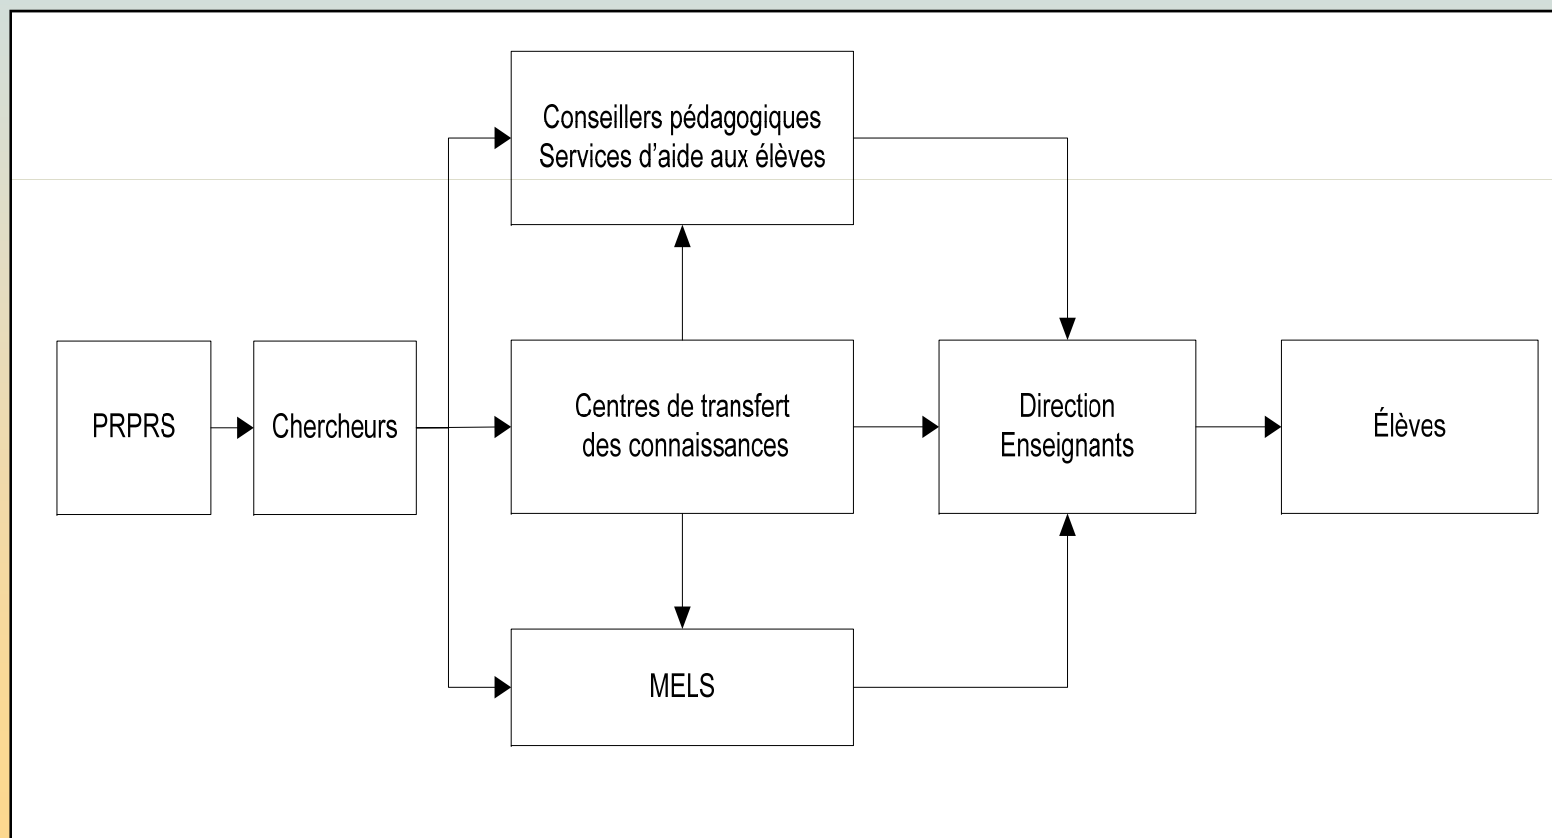 Conseillers pédagogiques
Services d'aide aux élèves
PRPRS
Chercheurs
Centres de transfert
des connaissances
Direction
Enseignants
Élèves
MELS